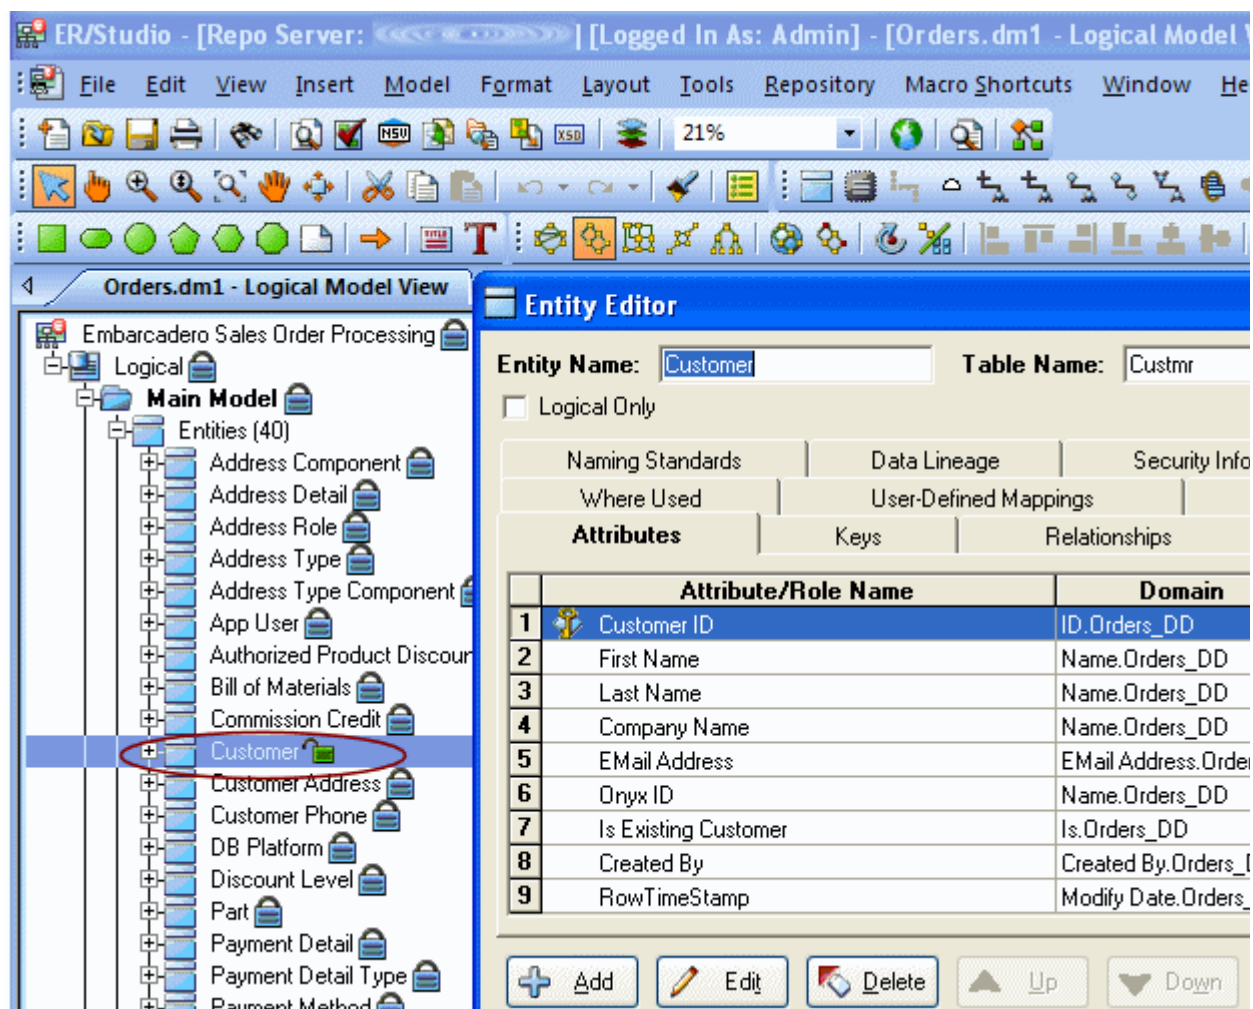 ER/Studio - [Repo Server: ] [Logged In As: Admin] - [Orders.dm1 - Logical Model
File Edit View Insert Model Format Layout Tools Repository Macro Shortcuts Window He
NSV XSD 21%
TITLE T
Orders.dm1 - Logical Model View
Embarcadero Sales Order Processing
Logical
Main Model
Entities (40)
Address Component
Address Detail
Address Role
Address Type
Address Type Component
App User
Authorized Product Discour
Bill of Materials
Commission Credit
Customer
Customer Address
Customer Phone
DB Platform
Discount Level
Part
Payment Detail
Payment Detail Type
Payment Method
Entity Editor
Entity Name: Customer Table Name: Custmr
Logical Only
Naming Standards Data Lineage Security Info
Where Used User-Defined Mappings
Attributes Keys Relationships
Attribute/Role Name Domain
1 Customer ID ID.Orders_DD
2 First Name Name.Orders_DD
3 Last Name Name.Orders_DD
4 Company Name Name.Orders_DD
5 EMail Address EMail Address.Order
6 Onyx ID Name.Orders_DD
7 Is Existing Customer Is.Orders_DD
8 Created By Created By.Orders_D
9 RowTimeStamp Modify Date.Orders_
Add Edit Delete Up Down